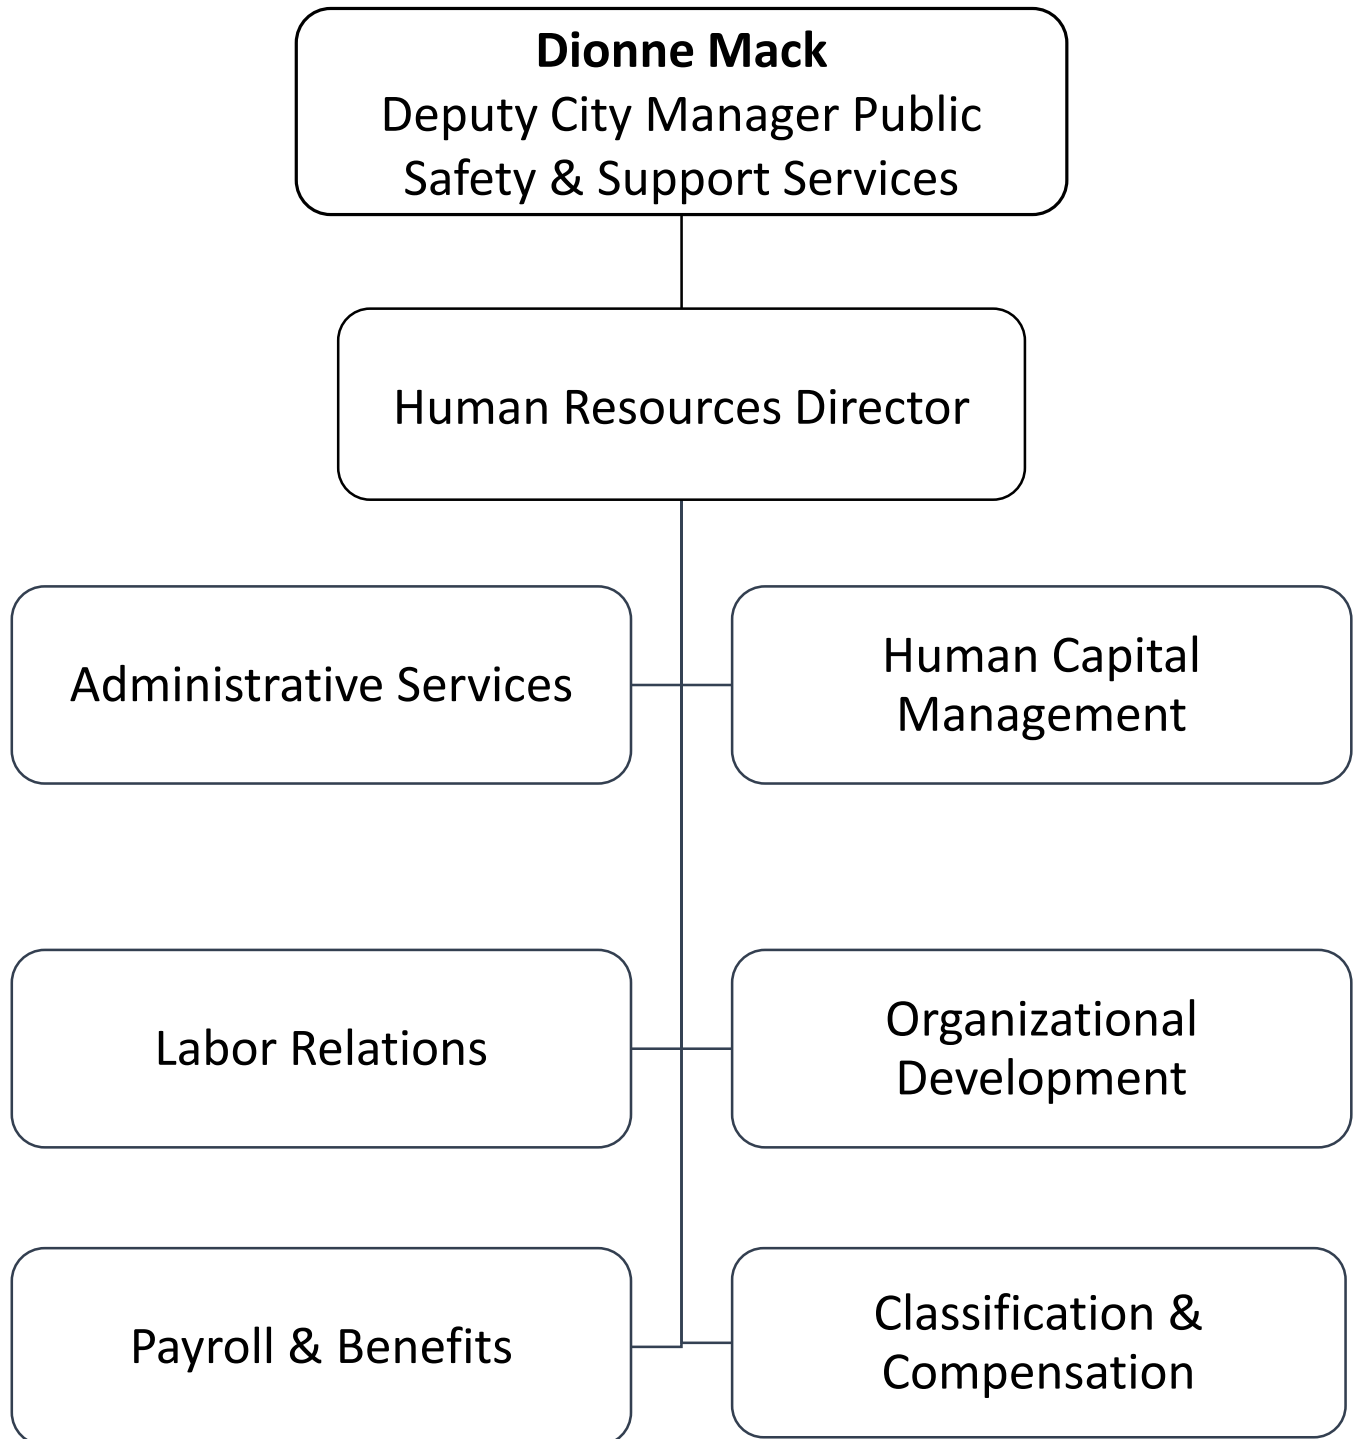 Dionne Mack
Deputy City Manager Public
Safety & Support Services
Human Resources Director
Administrative Services
Human Capital
Management
Labor Relations
Organizational
Development
Payroll & Benefits
Classification &
Compensation